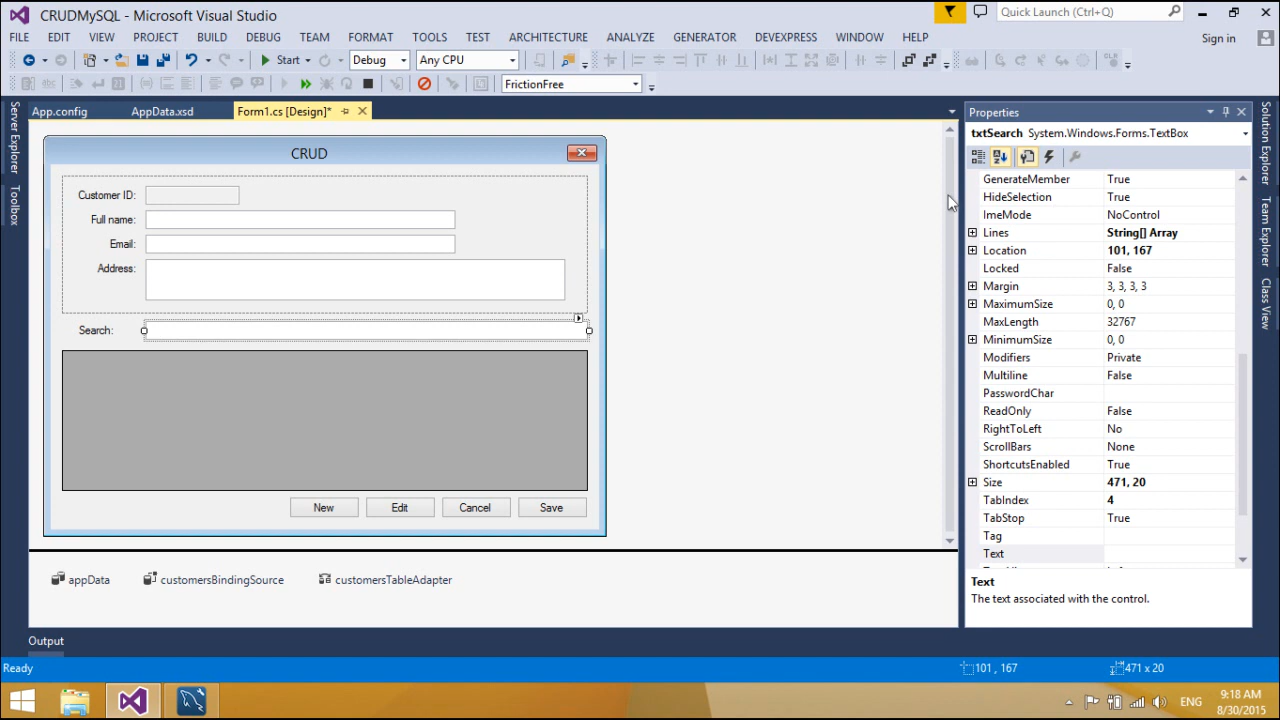 CRUDMySQL - Microsoft Visual Studio
Quick Launch (Ctrl+Q)
FILE EDIT VIEW PROJECT BUILD DEBUG TEAM FORMAT TOOLS TEST ARCHITECTURE ANALYZE GENERATOR DEVEXPRESS WINDOW HELP
Sign in
Start Debug Any CPU
FrictionFree
App.config AppData.xsd Form1.cs [Design]*
Server Explorer
Toolbox
CRUD
Customer ID:
Full name:
Email:
Address:
Search:
New Edit Cancel Save
appData customersBindingSource customersTableAdapter
Properties
txtSearch System.Windows.Forms.TextBox
GenerateMember True
HideSelection True
ImeMode NoControl
Lines String[] Array
Location 101, 167
Locked False
Margin 3, 3, 3, 3
MaximumSize 0, 0
MaxLength 32767
MinimumSize 0, 0
Modifiers Private
Multiline False
PasswordChar
ReadOnly False
RightToLeft No
ScrollBars None
ShortcutsEnabled True
Size 471, 20
TabIndex 4
TabStop True
Tag
Text
Text
The text associated with the control.
Solution Explorer
Team Explorer
Class View
Output
Ready 101 , 167 471 x 20
ENG 9:18 AM
8/30/2015